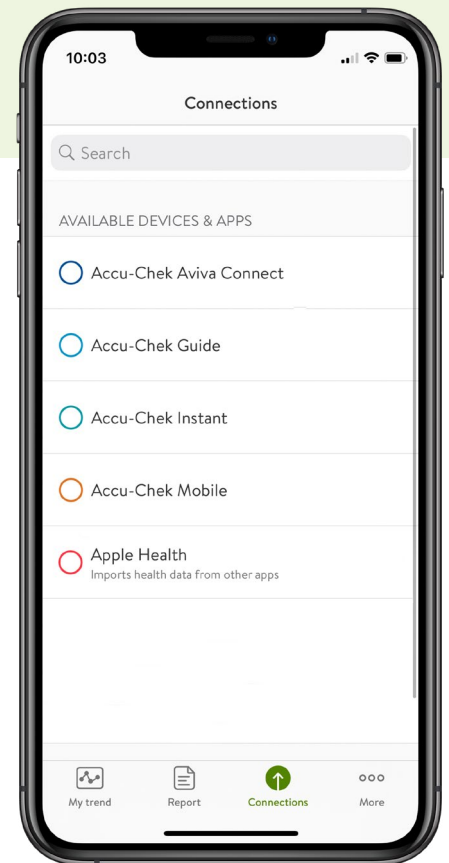 10:03
Connections
Search
AVAILABLE DEVICES & APPS
Accu-Chek Aviva Connect
Accu-Chek Guide
Accu-Chek Instant
Accu-Chek Mobile
Apple Health
Imports health data from other apps
My trend Report Connections More